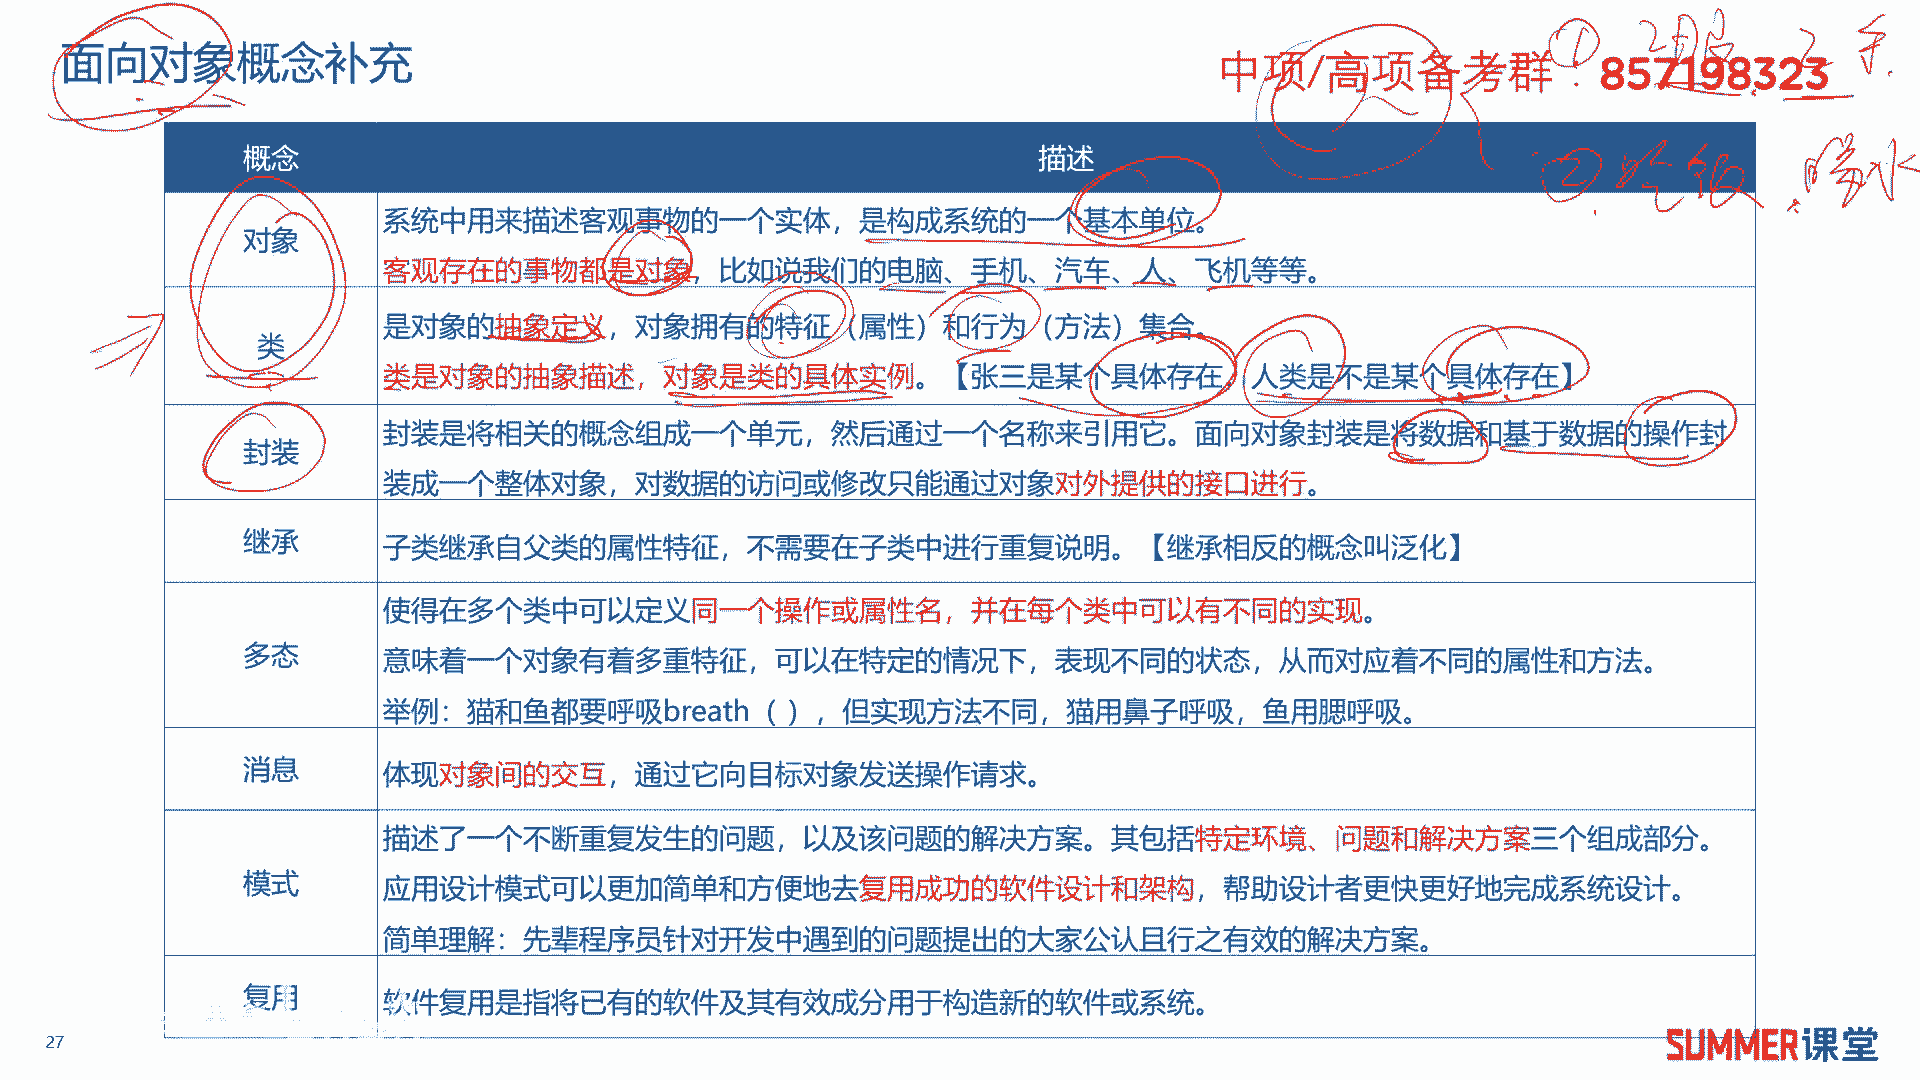 面向对象概念补充
中项/高项备考群：857198323
① 2 手
② 吃饭、喝水
概念 描述
对象
系统中用来描述客观事物的一个实体，是构成系统的一个基本单位。
客观存在的事物都是对象，比如说我们的电脑、手机、汽车、人、飞机等等。
类
是对象的抽象定义，对象拥有的特征（属性）和行为（方法）集合。
类是对象的抽象描述，对象是类的具体实例。【张三是某个具体存在，人类是不是某个具体存在】
封装
封装是将相关的概念组成一个单元，然后通过一个名称来引用它。面向对象封装是将数据和基于数据的操作封
装成一个整体对象，对数据的访问或修改只能通过对象对外提供的接口进行。
继承
子类继承自父类的属性特征，不需要在子类中进行重复说明。【继承相反的概念叫泛化】
多态
使得在多个类中可以定义同一个操作或属性名，并在每个类中可以有不同的实现。
意味着一个对象有着多重特征，可以在特定的情况下，表现不同的状态，从而对应着不同的属性和方法。
举例：猫和鱼都要呼吸breath（ ），但实现方法不同，猫用鼻子呼吸，鱼用腮呼吸。
消息
体现对象间的交互，通过它向目标对象发送操作请求。
模式
描述了一个不断重复发生的问题，以及该问题的解决方案。其包括特定环境、问题和解决方案三个组成部分。
应用设计模式可以更加简单和方便地去复用成功的软件设计和架构，帮助设计者更快更好地完成系统设计。
简单理解：先辈程序员针对开发中遇到的问题提出的大家公认且行之有效的解决方案。
复用
软件复用是指将已有的软件及其有效成分用于构造新的软件或系统。
27
SUMMER课堂